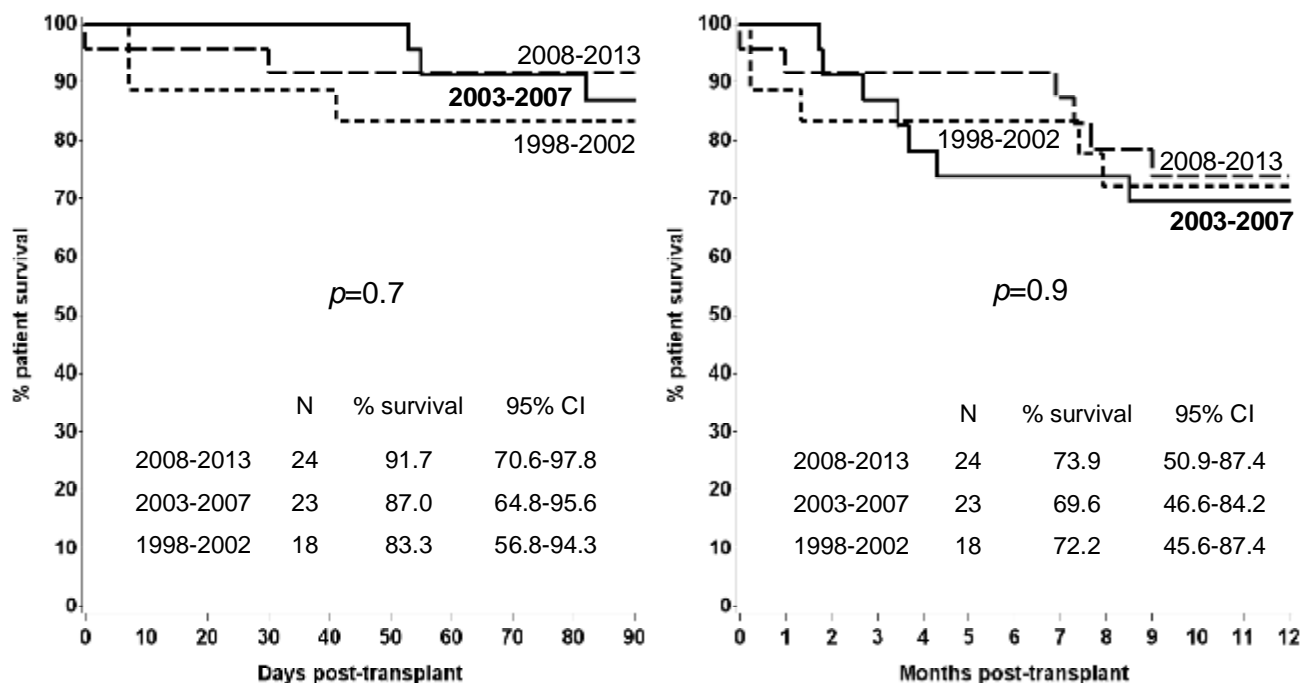 % patient survival
100
90
80
70
60
50
40
30
20
10
0
2008-2013
2003-2007
1998-2002
p=0.7
N % survival 95% CI
2008-2013 24 91.7 70.6-97.8
2003-2007 23 87.0 64.8-95.6
1998-2002 18 83.3 56.8-94.3
0 10 20 30 40 50 60 70 80 90
Days post-transplant
% patient survival
100
90
80
70
60
50
40
30
20
10
0
1998-2002
2008-2013
2003-2007
p=0.9
N % survival 95% CI
2008-2013 24 73.9 50.9-87.4
2003-2007 23 69.6 46.6-84.2
1998-2002 18 72.2 45.6-87.4
0 1 2 3 4 5 6 7 8 9 10 11 12
Months post-transplant